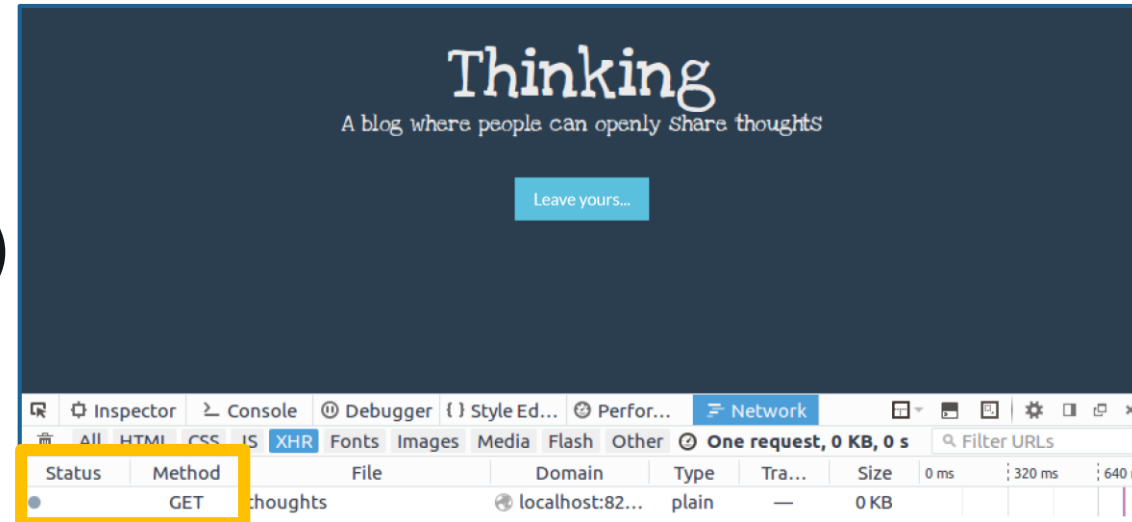 Thinking
A blog where people can openly share thoughts
Leave yours...
Inspector Console Debugger { } Style Ed... Perfor... Network
All HTML CSS JS XHR Fonts Images Media Flash Other One request, 0 KB, 0 s Filter URLs
Status Method File Domain Type Tra... Size 0 ms 320 ms 640
GET thoughts localhost:82... plain — 0 KB